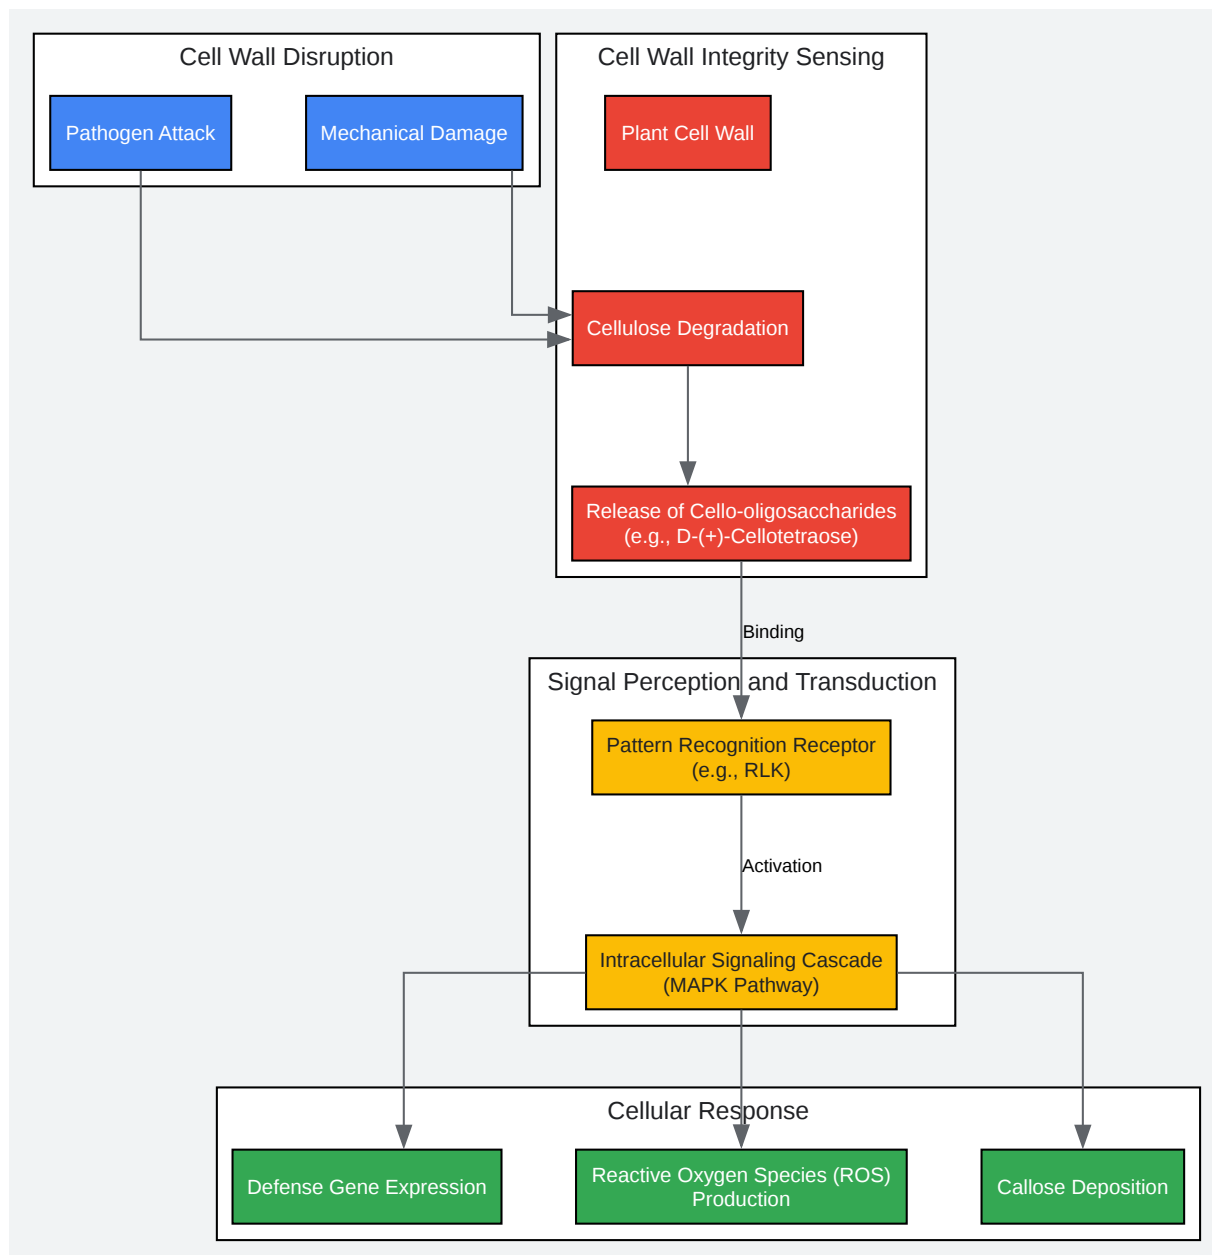 Cell Wall Disruption
Cell Wall Integrity Sensing
Pathogen Attack
Mechanical Damage
Plant Cell Wall
Cellulose Degradation
Release of Cello-oligosaccharides
(e.g., D-(+)-Cellotetraose)
Binding
Signal Perception and Transduction
Pattern Recognition Receptor
(e.g., RLK)
Activation
Intracellular Signaling Cascade
(MAPK Pathway)
Cellular Response
Defense Gene Expression
Reactive Oxygen Species (ROS)
Production
Callose Deposition